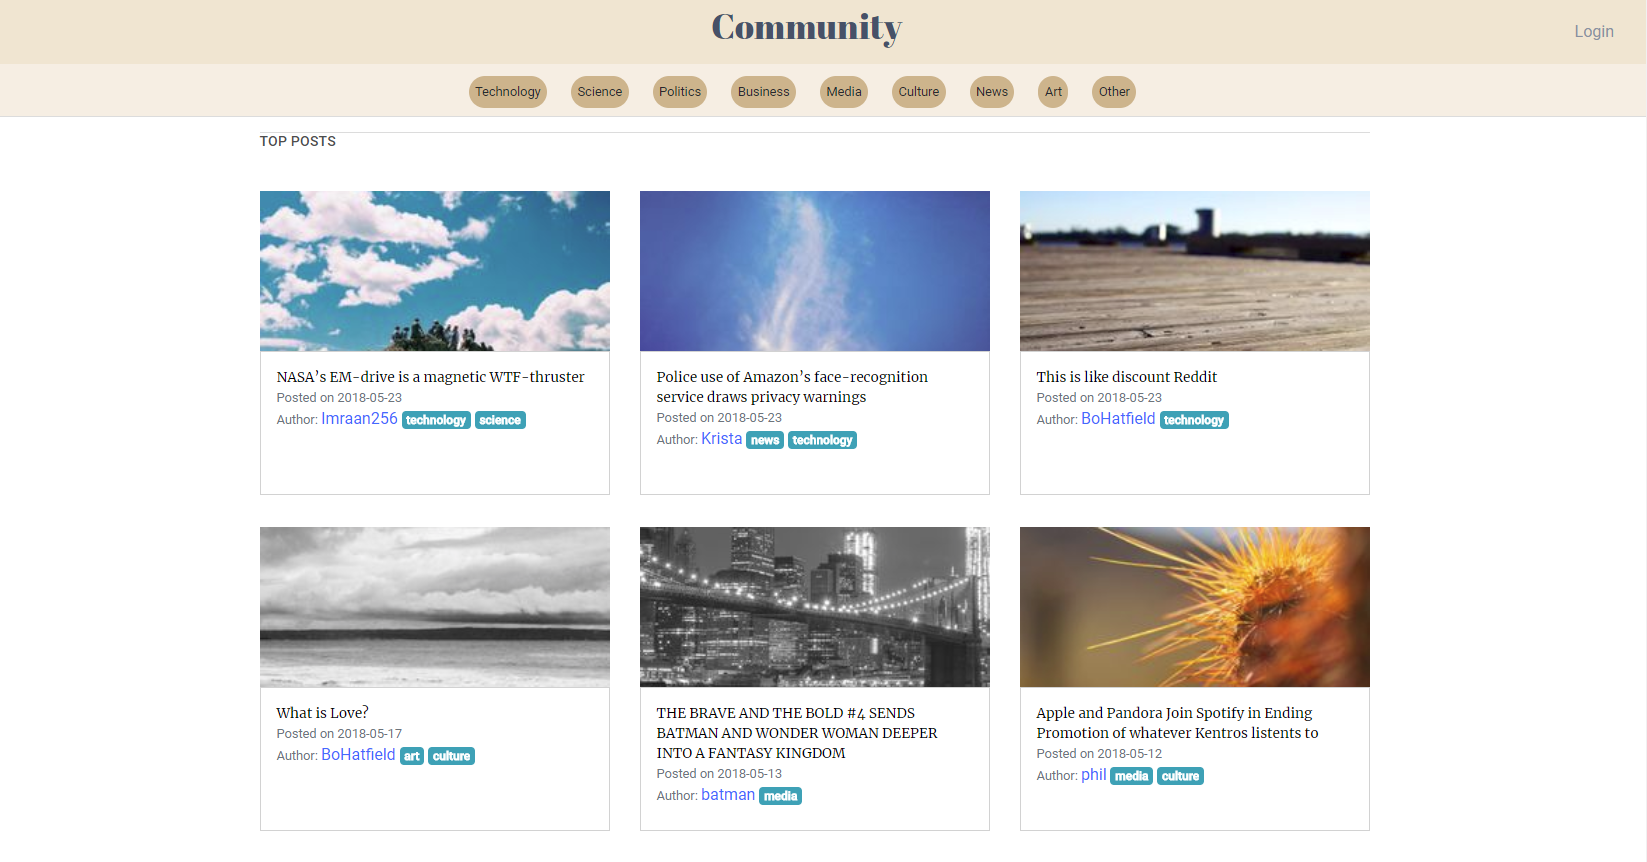 Community
Login
Technology Science Politics Business Media Culture News Art Other
TOP POSTS
NASA’s EM-drive is a magnetic WTF-thruster
Posted on 2018-05-23
Author: Imraan256 technology science
Police use of Amazon’s face-recognition
service draws privacy warnings
Posted on 2018-05-23
Author: Krista news technology
This is like discount Reddit
Posted on 2018-05-23
Author: BoHatfield technology
What is Love?
Posted on 2018-05-17
Author: BoHatfield art culture
THE BRAVE AND THE BOLD #4 SENDS
BATMAN AND WONDER WOMAN DEEPER
INTO A FANTASY KINGDOM
Posted on 2018-05-13
Author: batman media
Apple and Pandora Join Spotify in Ending
Promotion of whatever Kentros listents to
Posted on 2018-05-12
Author: phil media culture